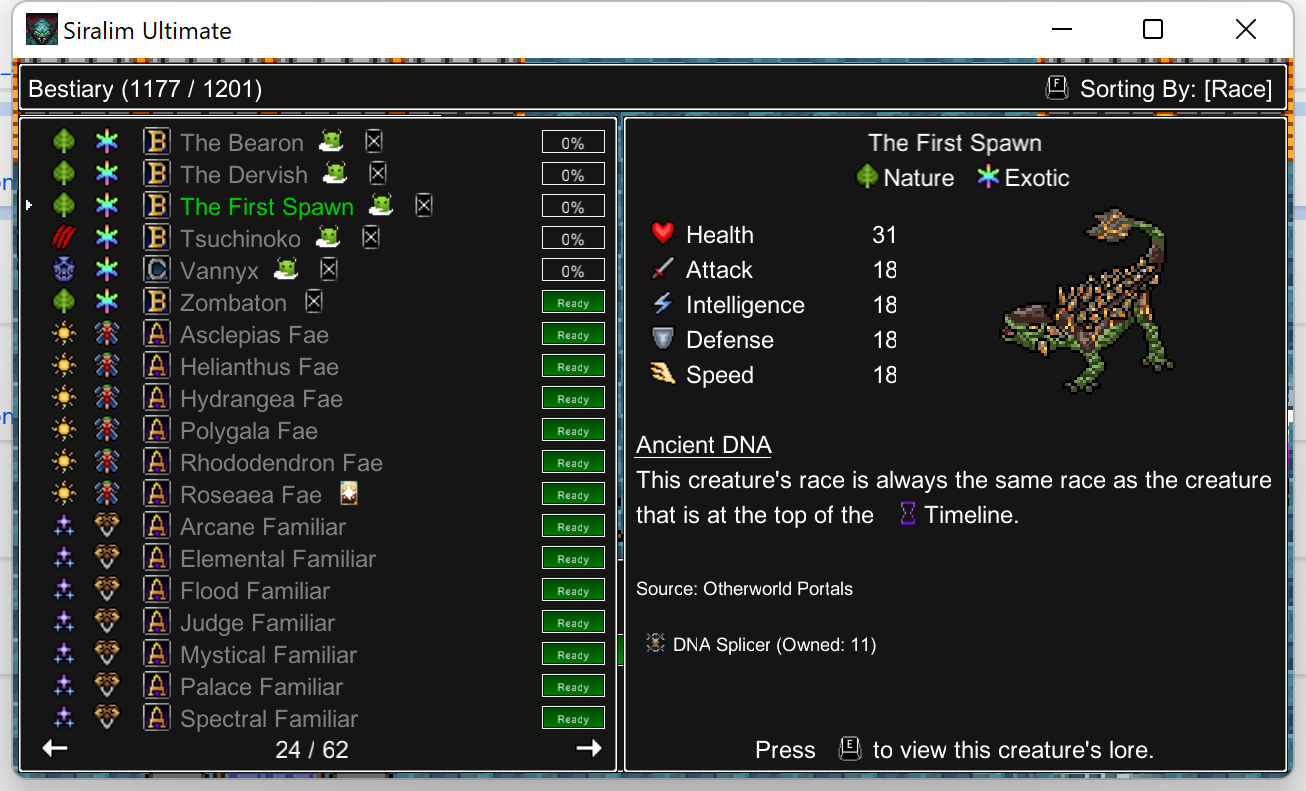 Siralim Ultimate
Bestiary (1177 / 1201)
F Sorting By: [Race]
B The Bearon 0%
B The Dervish 0%
B The First Spawn 0%
B Tsuchinoko 0%
C Vannyx 0%
B Zombaton Ready
A Asclepias Fae Ready
A Helianthus Fae Ready
A Hydrangea Fae Ready
A Polygala Fae Ready
A Rhododendron Fae Ready
A Roseaea Fae Ready
A Arcane Familiar Ready
A Elemental Familiar Ready
A Flood Familiar Ready
A Judge Familiar Ready
A Mystical Familiar Ready
A Palace Familiar Ready
A Spectral Familiar Ready
24 / 62
The First Spawn
Nature Exotic
Health 31
Attack 18
Intelligence 18
Defense 18
Speed 18
Ancient DNA
This creature's race is always the same race as the creature
that is at the top of the Timeline.
Source: Otherworld Portals
DNA Splicer (Owned: 11)
Press E to view this creature's lore.